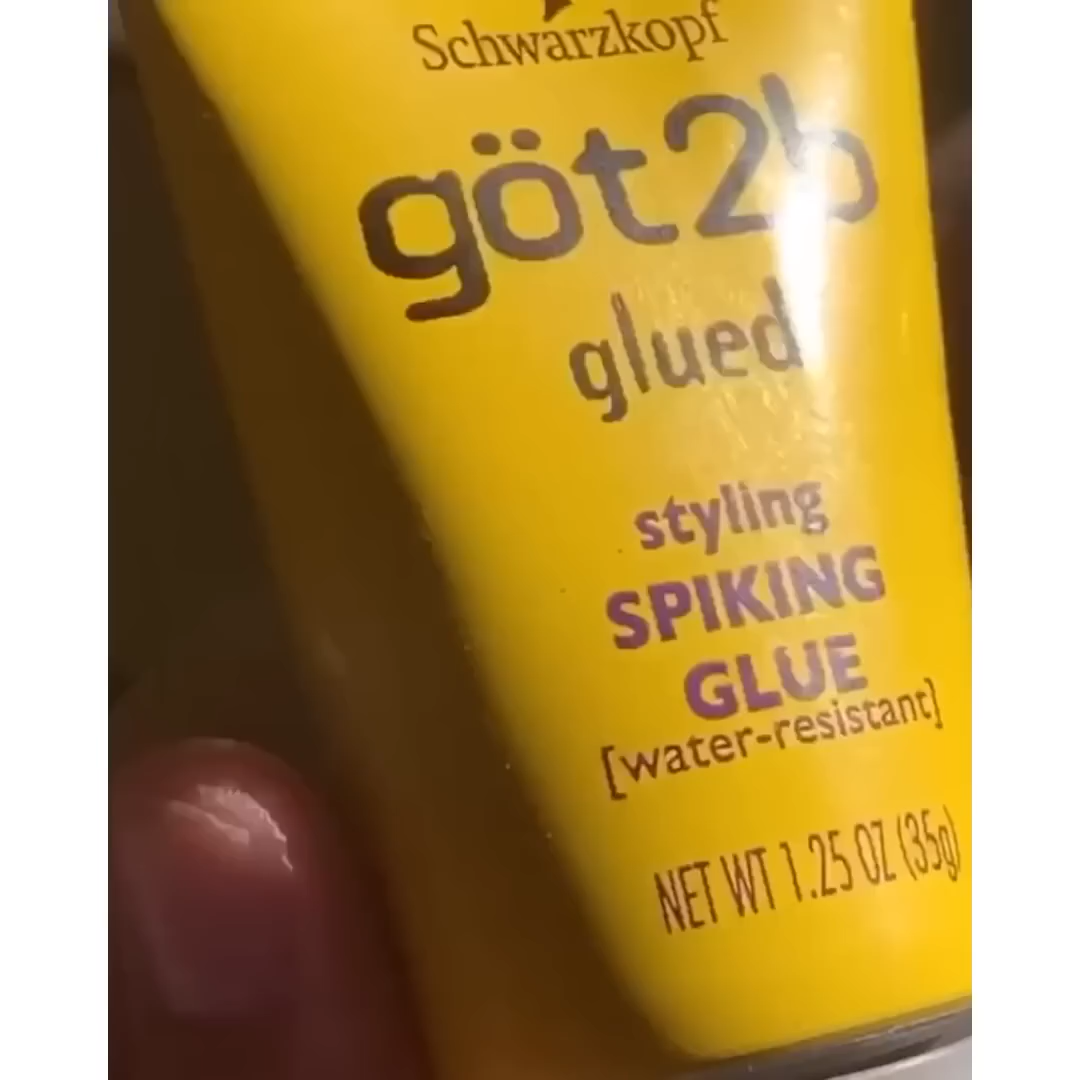 Schwarzkopf
göt2b
glued
styling
SPIKING
GLUE
[water-resistant]
NET WT 1.25 OZ (35g)